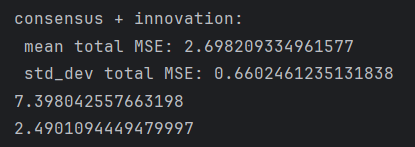 consensus + innovation:
mean total MSE: 2.698209334961577
std_dev total MSE: 0.6602461235131838
7.398042557663198
2.4901094449479997